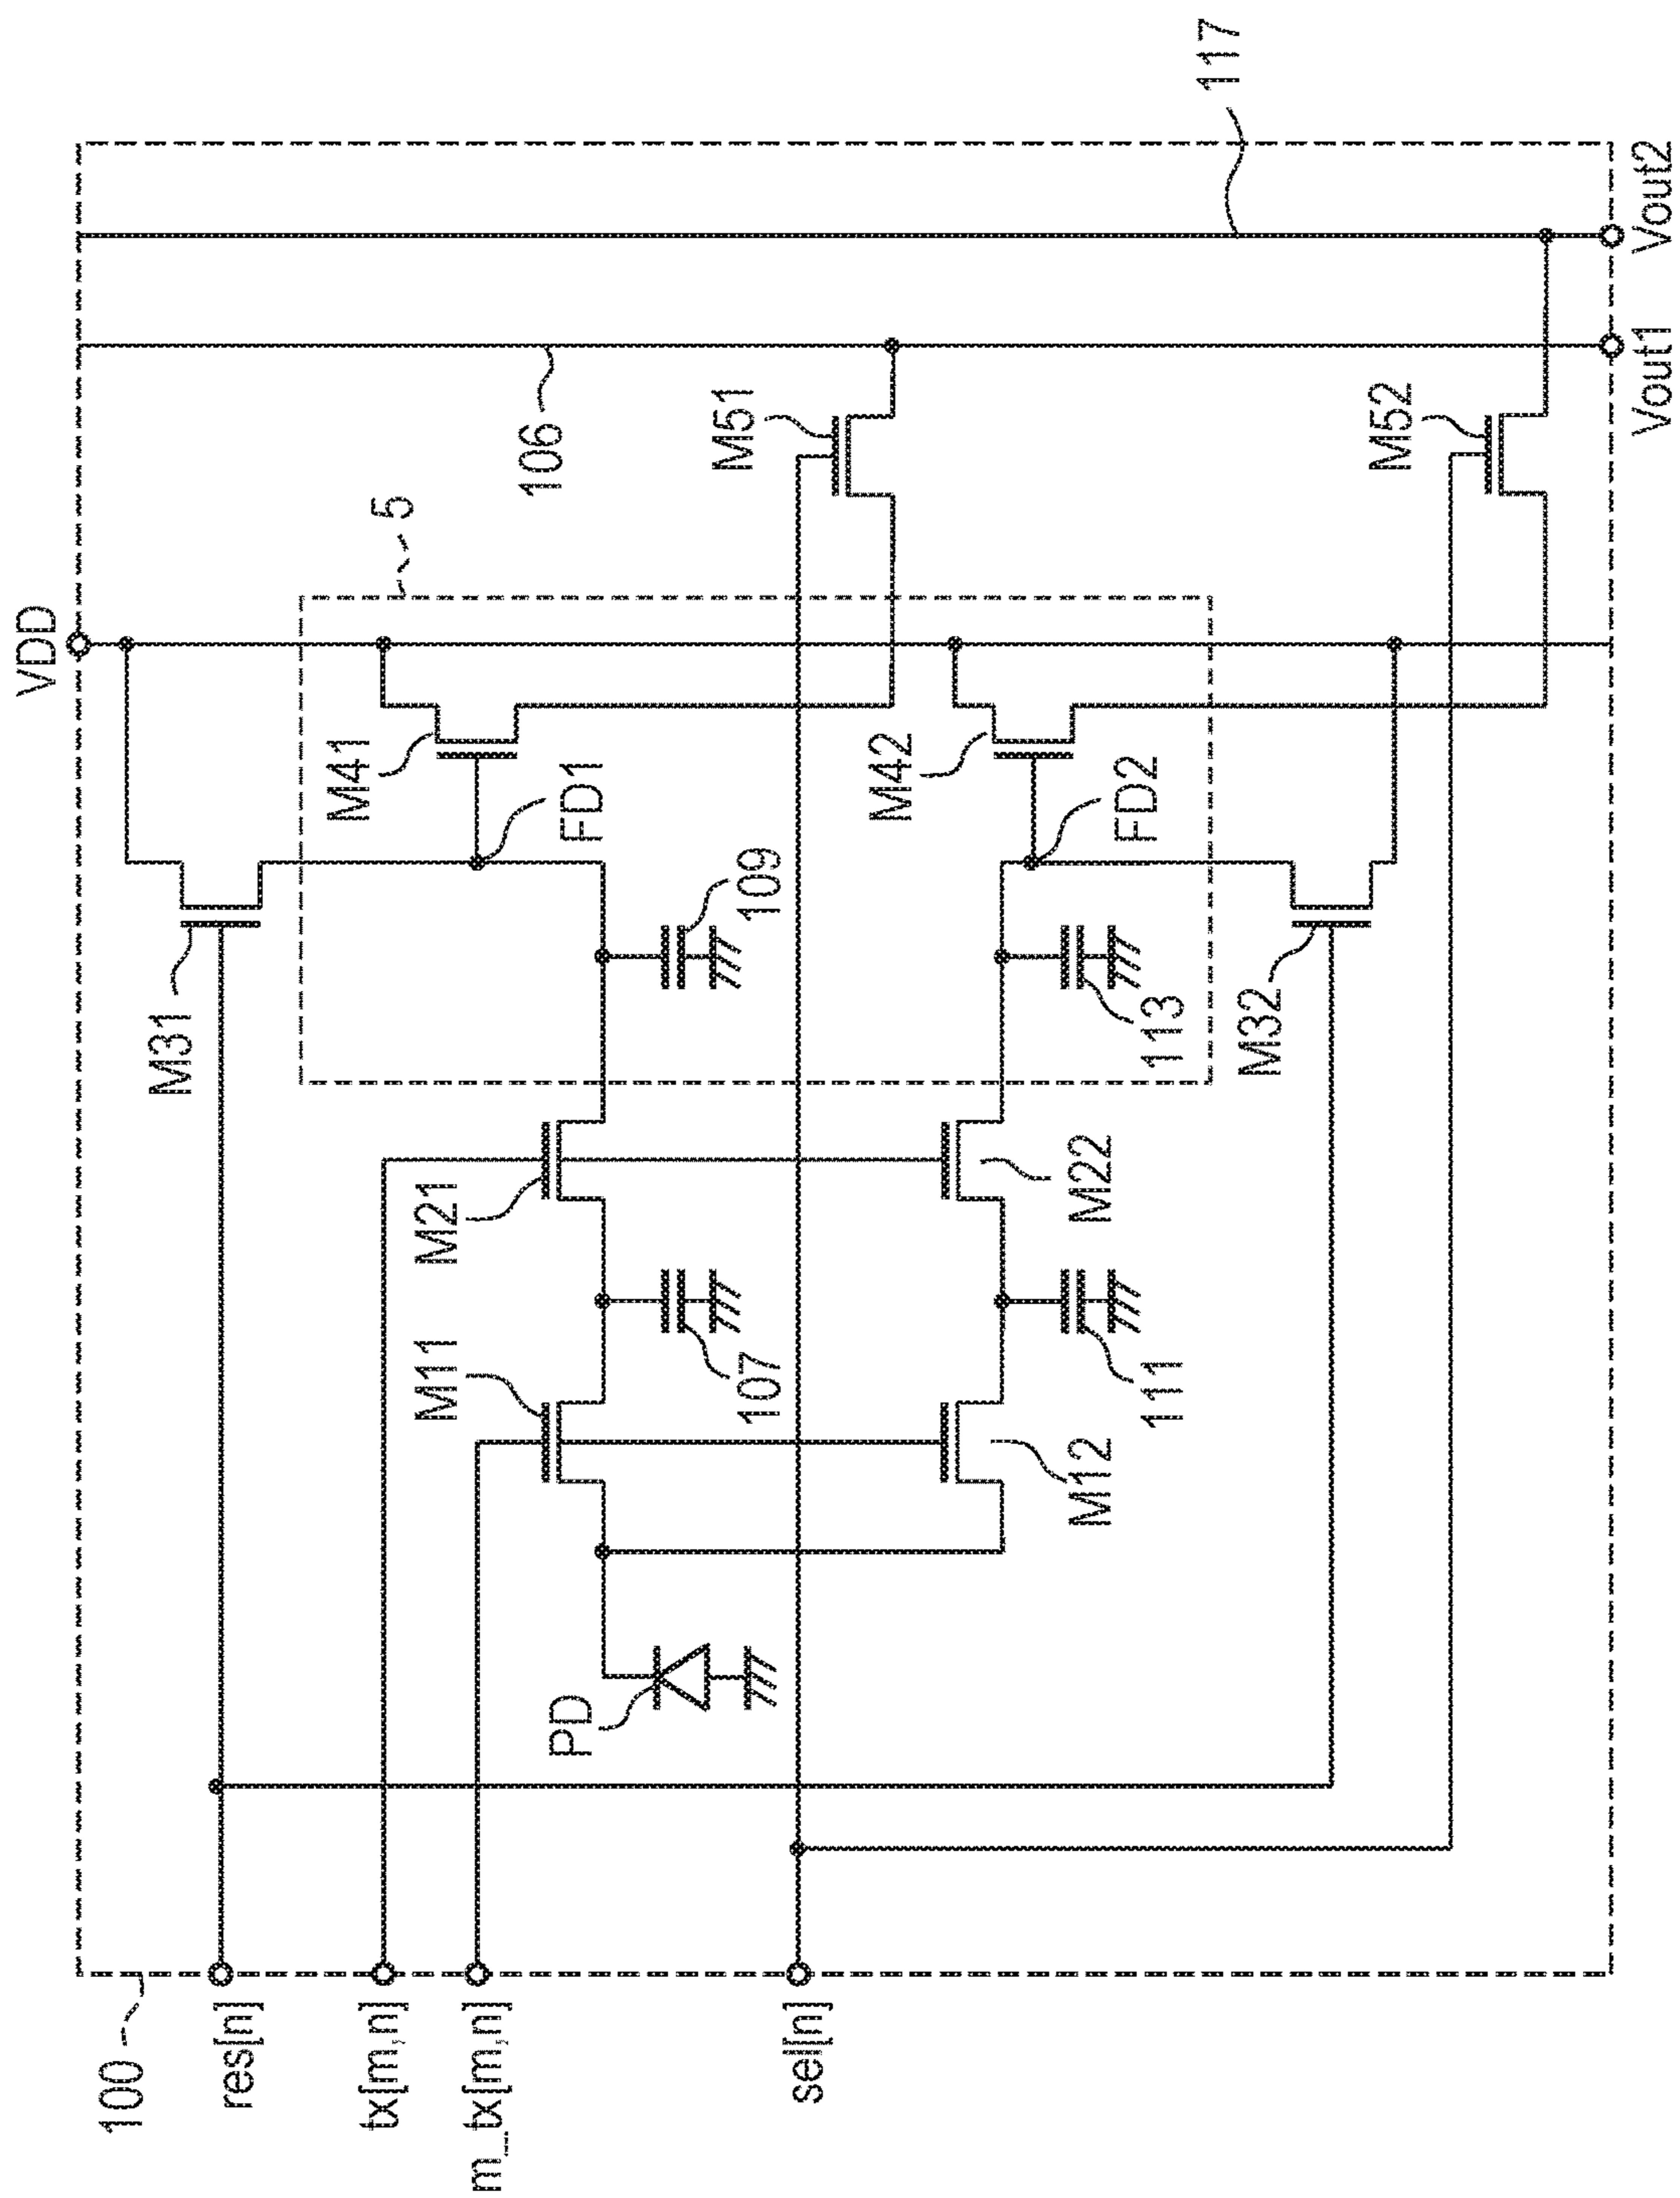 100
res[n]
tx[m,n]
m_tx[m,n]
sel[n]
VDD
M31
M41
5
FD1
106
117
M21
M11
109
107
PD
M51
M42
FD2
M22
M12
113
111
M32
M52
Vout1
Vout2